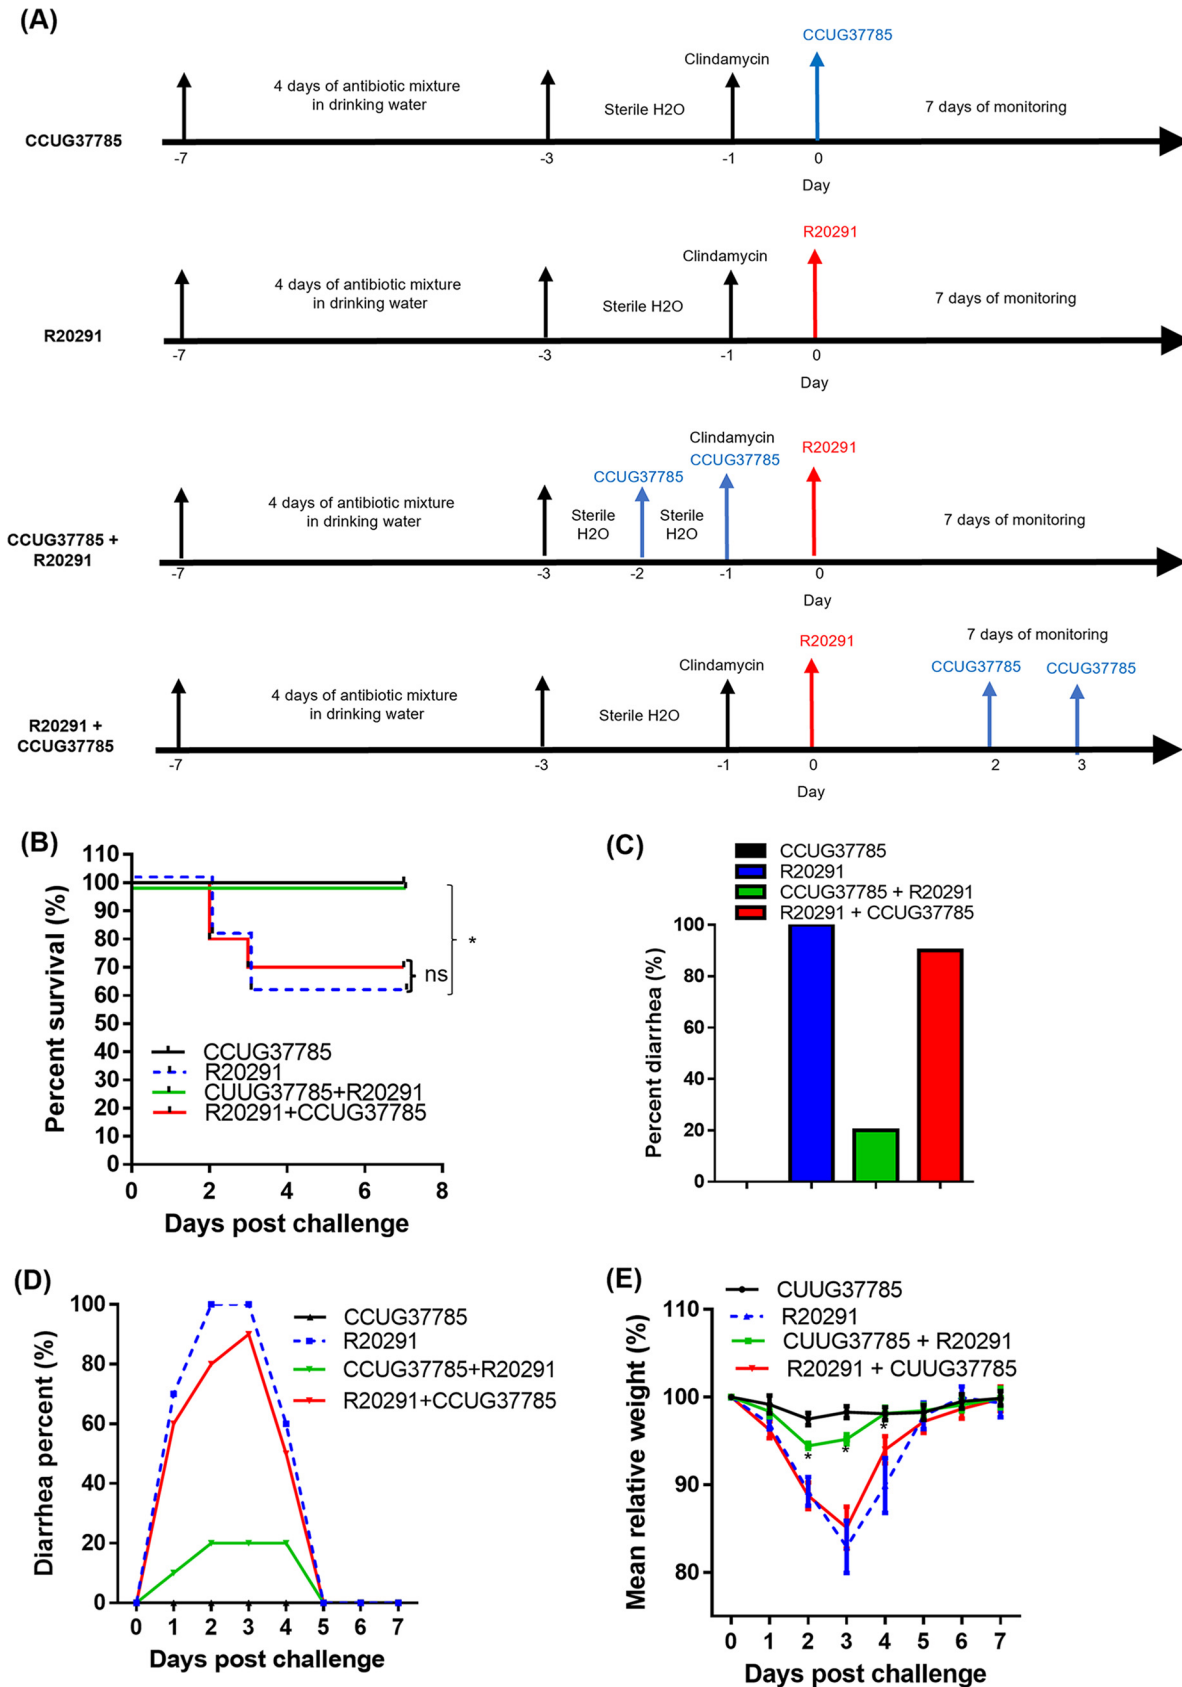 (A)
CCUG37785
Clindamycin
4 days of antibiotic mixture
in drinking water
Sterile H2O
7 days of monitoring
CCUG37785
-7
-3
-1
0
Day
R20291
Clindamycin
4 days of antibiotic mixture
in drinking water
Sterile H2O
7 days of monitoring
R20291
-7
-3
-1
0
Day
Clindamycin
CCUG37785
R20291
CCUG37785
4 days of antibiotic mixture
in drinking water
Sterile
H2O
Sterile
H2O
7 days of monitoring
CCUG37785 +
R20291
-7
-3
-2
-1
0
Day
R20291
7 days of monitoring
Clindamycin
CCUG37785
CCUG37785
4 days of antibiotic mixture
in drinking water
Sterile H2O
R20291 +
CCUG37785
-7
-3
-1
0
2
3
Day
(B)
Percent survival (%)
110
100
90
80
70
60
50
40
30
20
10
0
*
ns
CCUG37785
R20291
CUUG37785+R20291
R20291+CCUG37785
0
2
4
6
8
Days post challenge
(C)
CCUG37785
R20291
CCUG37785 + R20291
R20291 + CCUG37785
Percent diarrhea (%)
100
80
60
40
20
0
(D)
Diarrhea percent (%)
100
80
60
40
20
0
CCUG37785
R20291
CCUG37785+R20291
R20291+CCUG37785
0
1
2
3
4
5
6
7
Days post challenge
(E)
CUUG37785
R20291
CUUG37785 + R20291
R20291 + CUUG37785
Mean relative weight (%)
110
100
90
80
*
*
*
0
1
2
3
4
5
6
7
Days post challenge